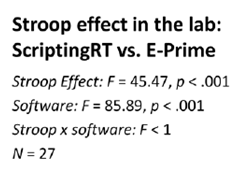 Stroop effect in the lab:
ScriptingRT vs. E-Prime
Stroop Effect: F = 45.47, p < .001
Software: F = 85.89, p < .001
Stroop x software: F < 1
N = 27